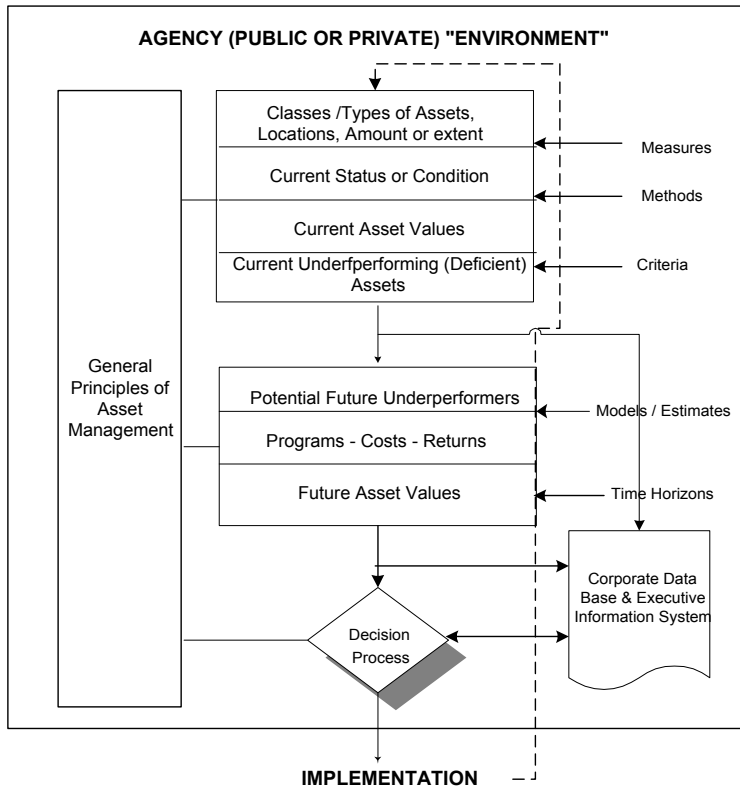 AGENCY (PUBLIC OR PRIVATE) "ENVIRONMENT"
Classes /Types of Assets,
Locations, Amount or extent
Measures
Current Status or Condition
Methods
Current Asset Values
Current Underfperforming (Deficient)
Assets
Criteria
General
Principles of
Asset
Management
Potential Future Underperformers
Models / Estimates
Programs - Costs - Returns
Future Asset Values
Time Horizons
Corporate Data
Base & Executive
Information System
Decision
Process
IMPLEMENTATION